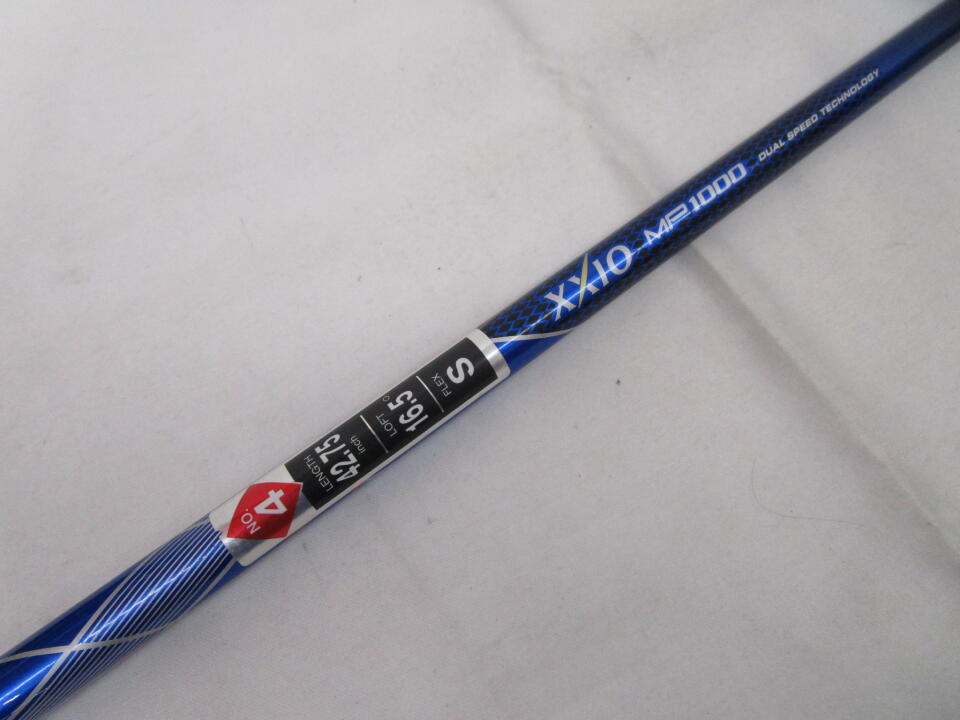 XXIO MP1000 DUAL SPEED TECHNOLOGY
NO. 4
LENGTH
42.75 inch
LOFT
16.5°
FLEX
S